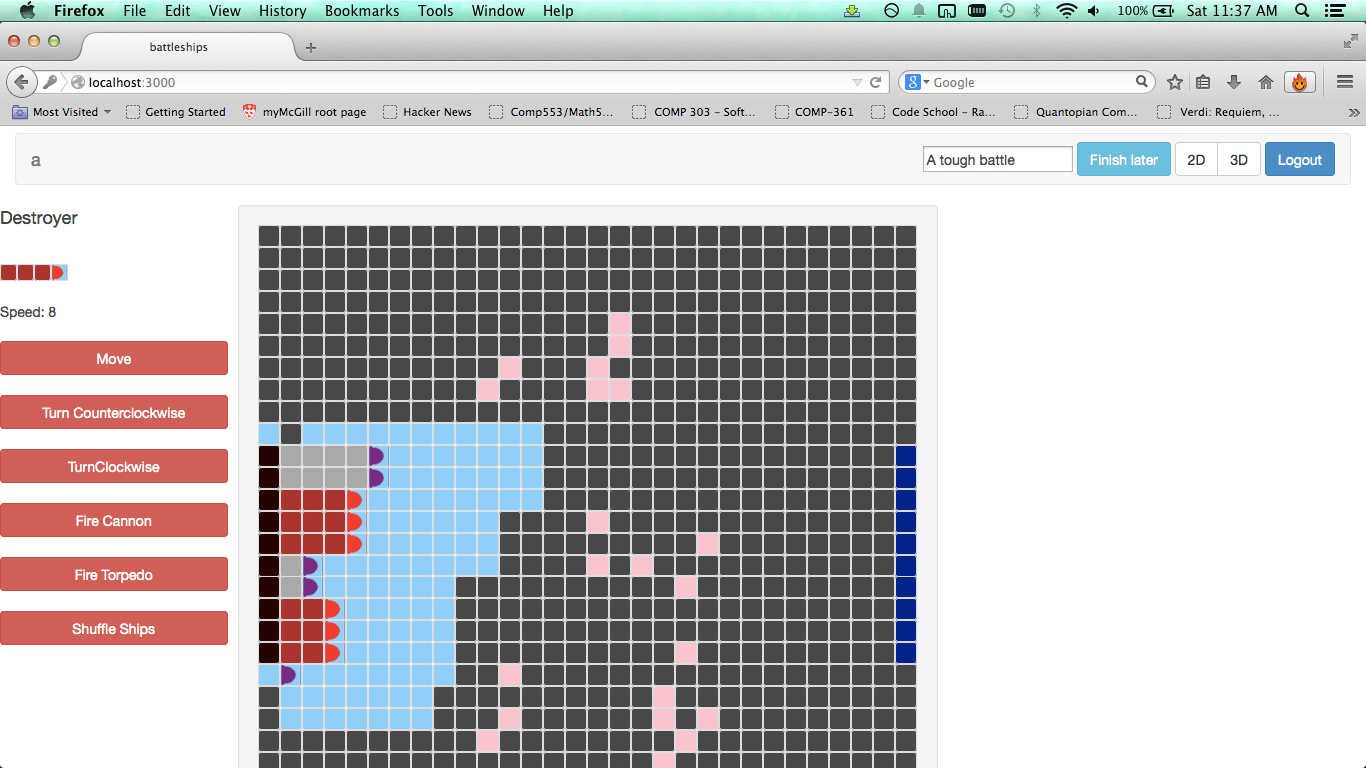 Firefox File Edit View History Bookmarks Tools Window Help 100% Sat 11:37 AM
battleships
localhost:3000 Google
Most Visited Getting Started myMcGill root page Hacker News Comp553/Math5... COMP 303 – Soft... COMP-361 Code School – Ra... Quantopian Com... Verdi: Requiem, ...
a A tough battle Finish later 2D 3D Logout
Destroyer
Speed: 8
Move
Turn Counterclockwise
TurnClockwise
Fire Cannon
Fire Torpedo
Shuffle Ships